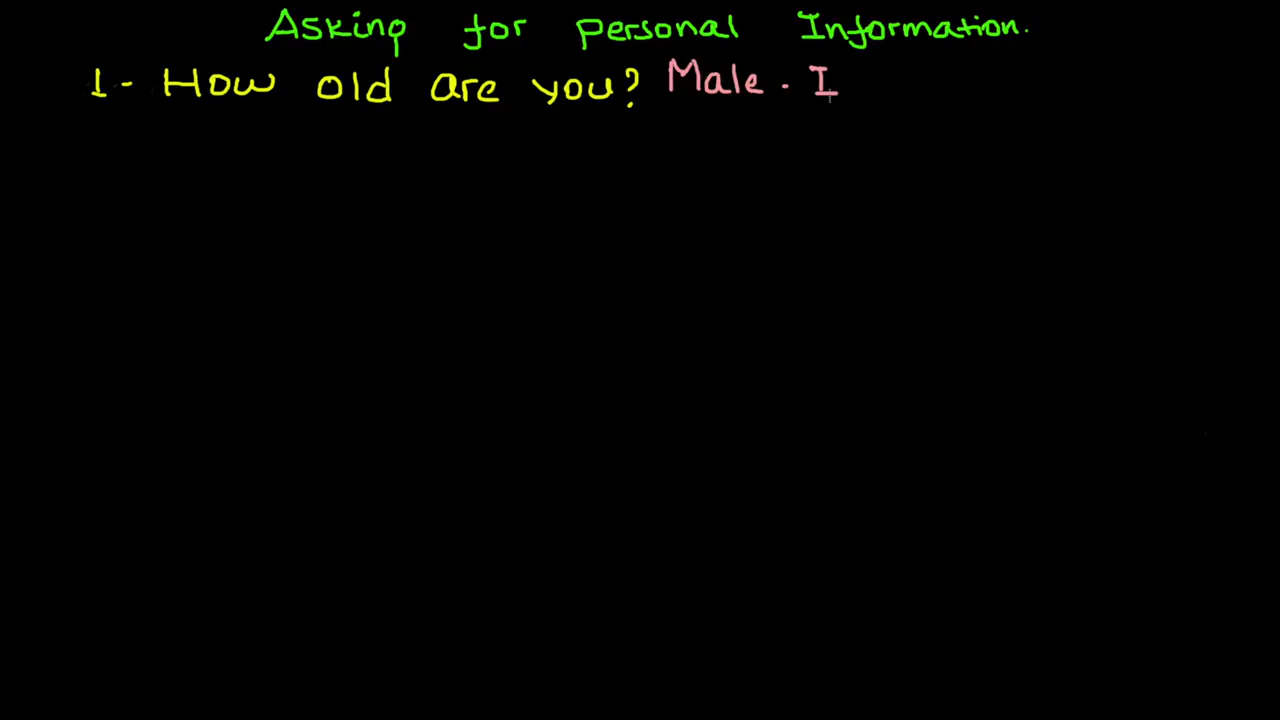 Asking for personal Information.
1- How old are you? Male. I